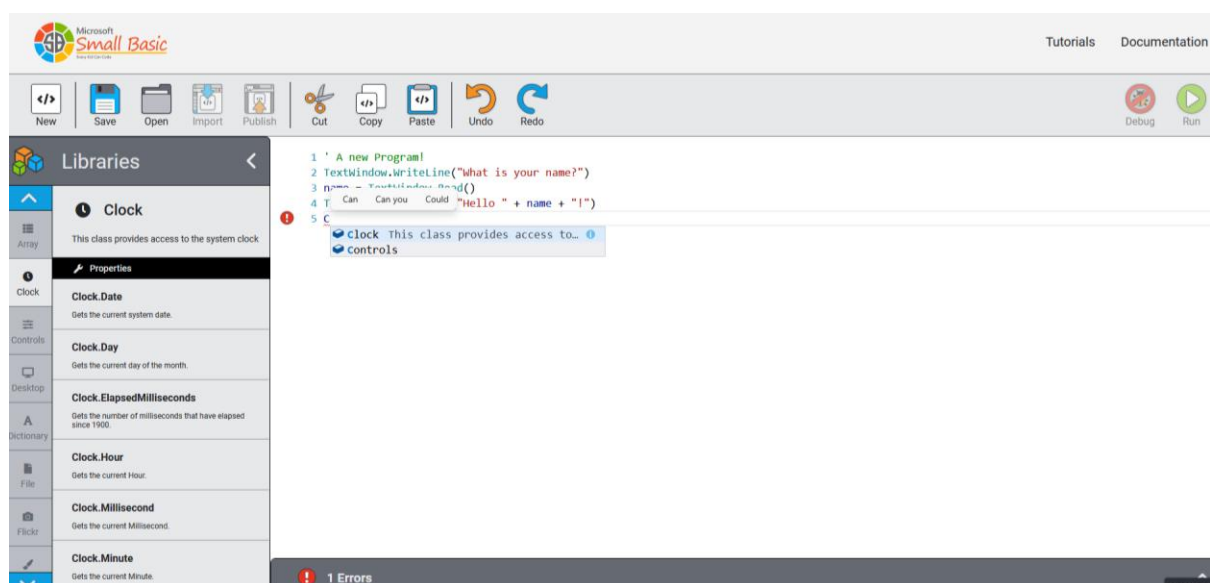 Microsoft
Small Basic
Tutorials Documentation
New Save Open Import Publish Cut Copy Paste Undo Redo Debug Run
Libraries
Array
Clock
Controls
Desktop
Dictionary
File
Flickr
Clock
This class provides access to the system clock
Properties
Clock.Date
Gets the current system date.
Clock.Day
Gets the current day of the month.
Clock.ElapsedMilliseconds
Gets the number of milliseconds that have elapsed
since 1900.
Clock.Hour
Gets the current Hour.
Clock.Millisecond
Gets the current Millisecond.
Clock.Minute
Gets the current Minute.
1 ' A new Program!
2 TextWindow.WriteLine("What is your name?")
3 name = TextWindow.Read()
4 T "Hello " + name + "!")
Can Can you Could
5 C
Clock This class provides access to…
Controls
1 Errors